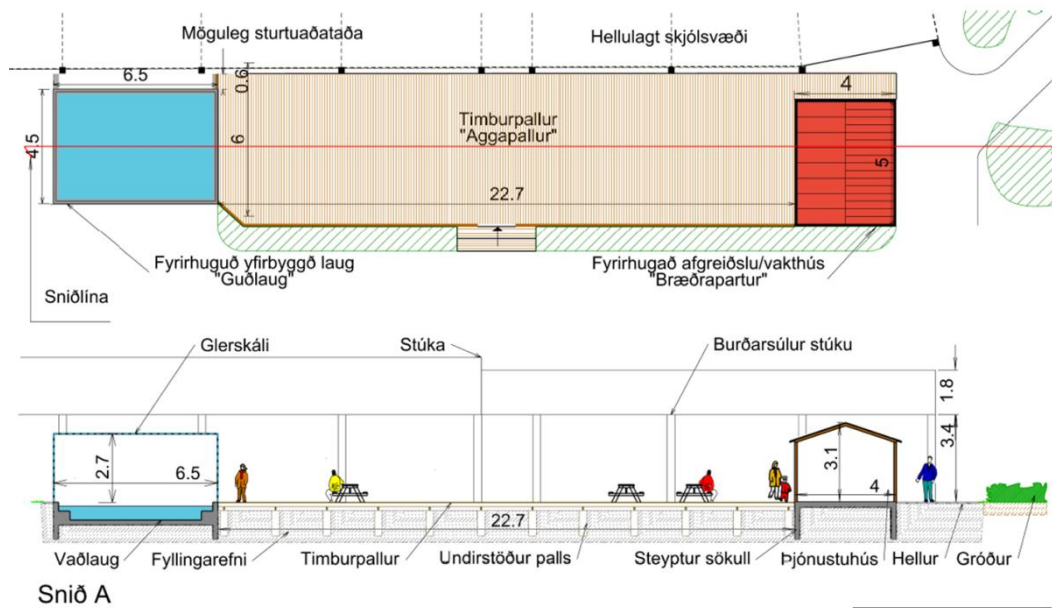 Möguleg sturtuaðataða
Hellulagt skjólsvæði
6.5
0.6
4
Timburpallur
"Aggapallur"
4.5
6
5
22.7
Fyrirhuguð yfirbyggð laug
"Guðlaug"
Fyrirhugað afgreiðslu/vakthús
"Bræðrapartur"
Sniðlína
Glerskáli
Stúka
Burðarsúlur stúku
1.8
3.4
2.7
6.5
3.1
4
22.7
Vaðlaug
Fyllingarefni
Timburpallur
Undirstöður palls
Steyptur sökull
Þjónustuhús
Hellur
Gróður
Snið A